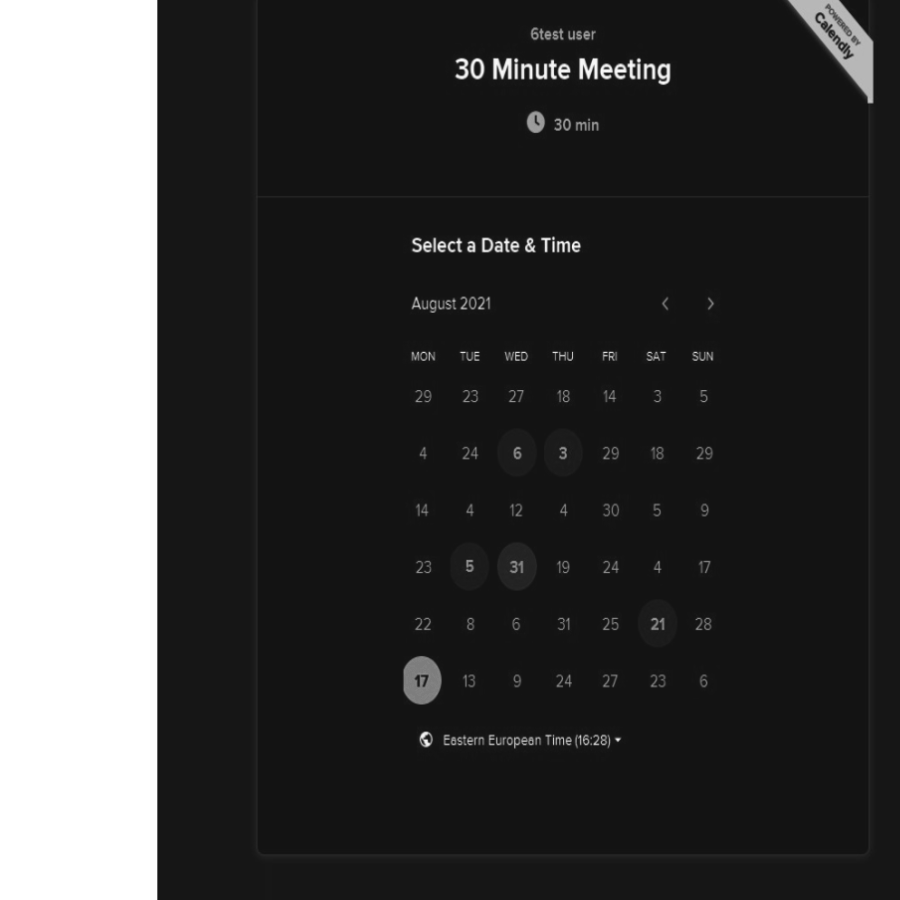 POWERED BY
Calendly
6test user
30 Minute Meeting
30 min
Select a Date & Time
August 2021
MON TUE WED THU FRI SAT SUN
29 23 27 18 14 3 5
4 24 6 3 29 18 29
14 4 12 4 30 5 9
23 5 31 19 24 4 17
22 8 6 31 25 21 28
17 13 9 24 27 23 6
Eastern European Time (16:28)